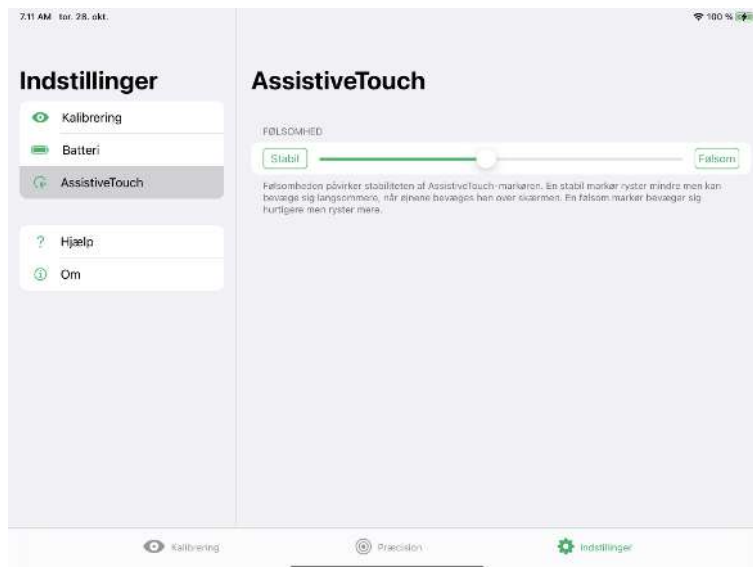 7.11 AM tor. 28. okt.
100 %
Indstillinger
Kalibrering
Batteri
AssistiveTouch
?
Hjælp
Om
AssistiveTouch
FØLSOMHED
Stabil
Følsom
Følsomheden påvirker stabiliteten af AssistiveTouch-markøren. En stabil markør ryster mindre men kan
bevæge sig langsommere, når øjnene bevæges hen over skærmen. En følsom markør bevæger sig
hurtigere men ryster mere.
Kalibrering
Præcision
Indstillinger